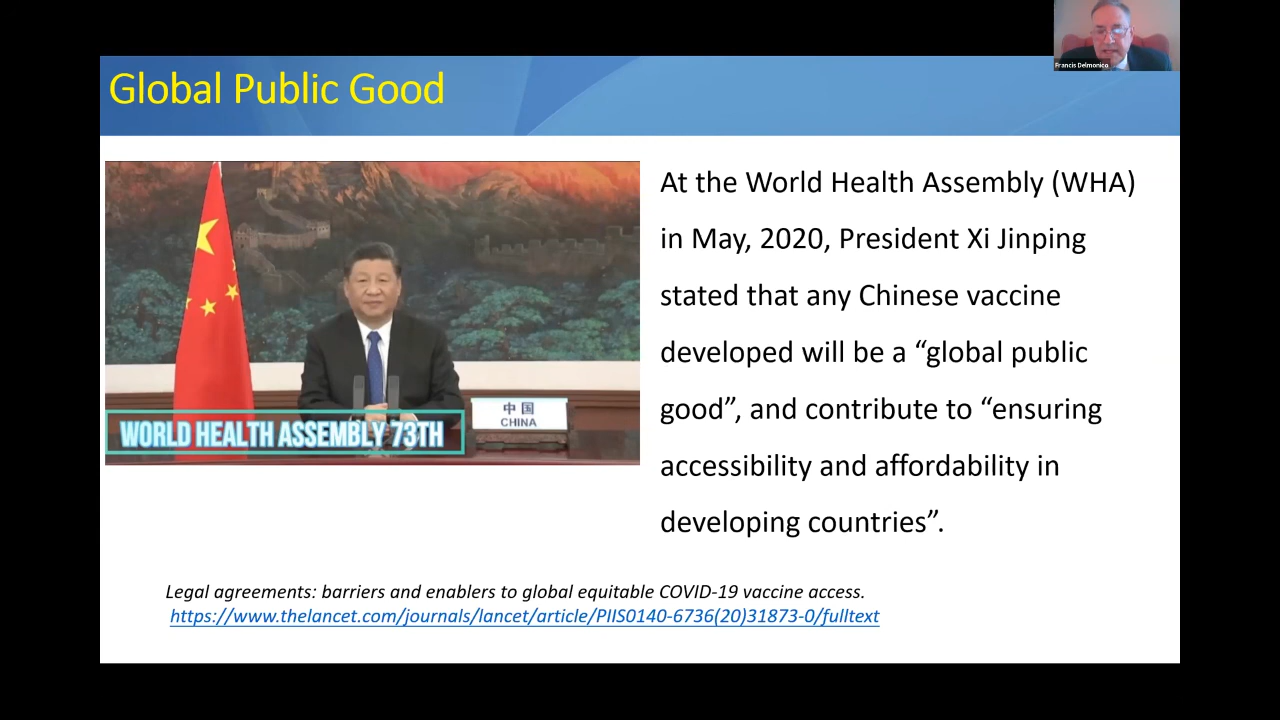 Francis Delmonico
Global Public Good
At the World Health Assembly (WHA)
in May, 2020, President Xi Jinping
stated that any Chinese vaccine
developed will be a “global public
good”, and contribute to “ensuring
accessibility and affordability in
developing countries”.
中国
CHINA
WORLD HEALTH ASSEMBLY 73TH
Legal agreements: barriers and enablers to global equitable COVID-19 vaccine access.
https://www.thelancet.com/journals/lancet/article/PIIS0140-6736(20)31873-0/fulltext